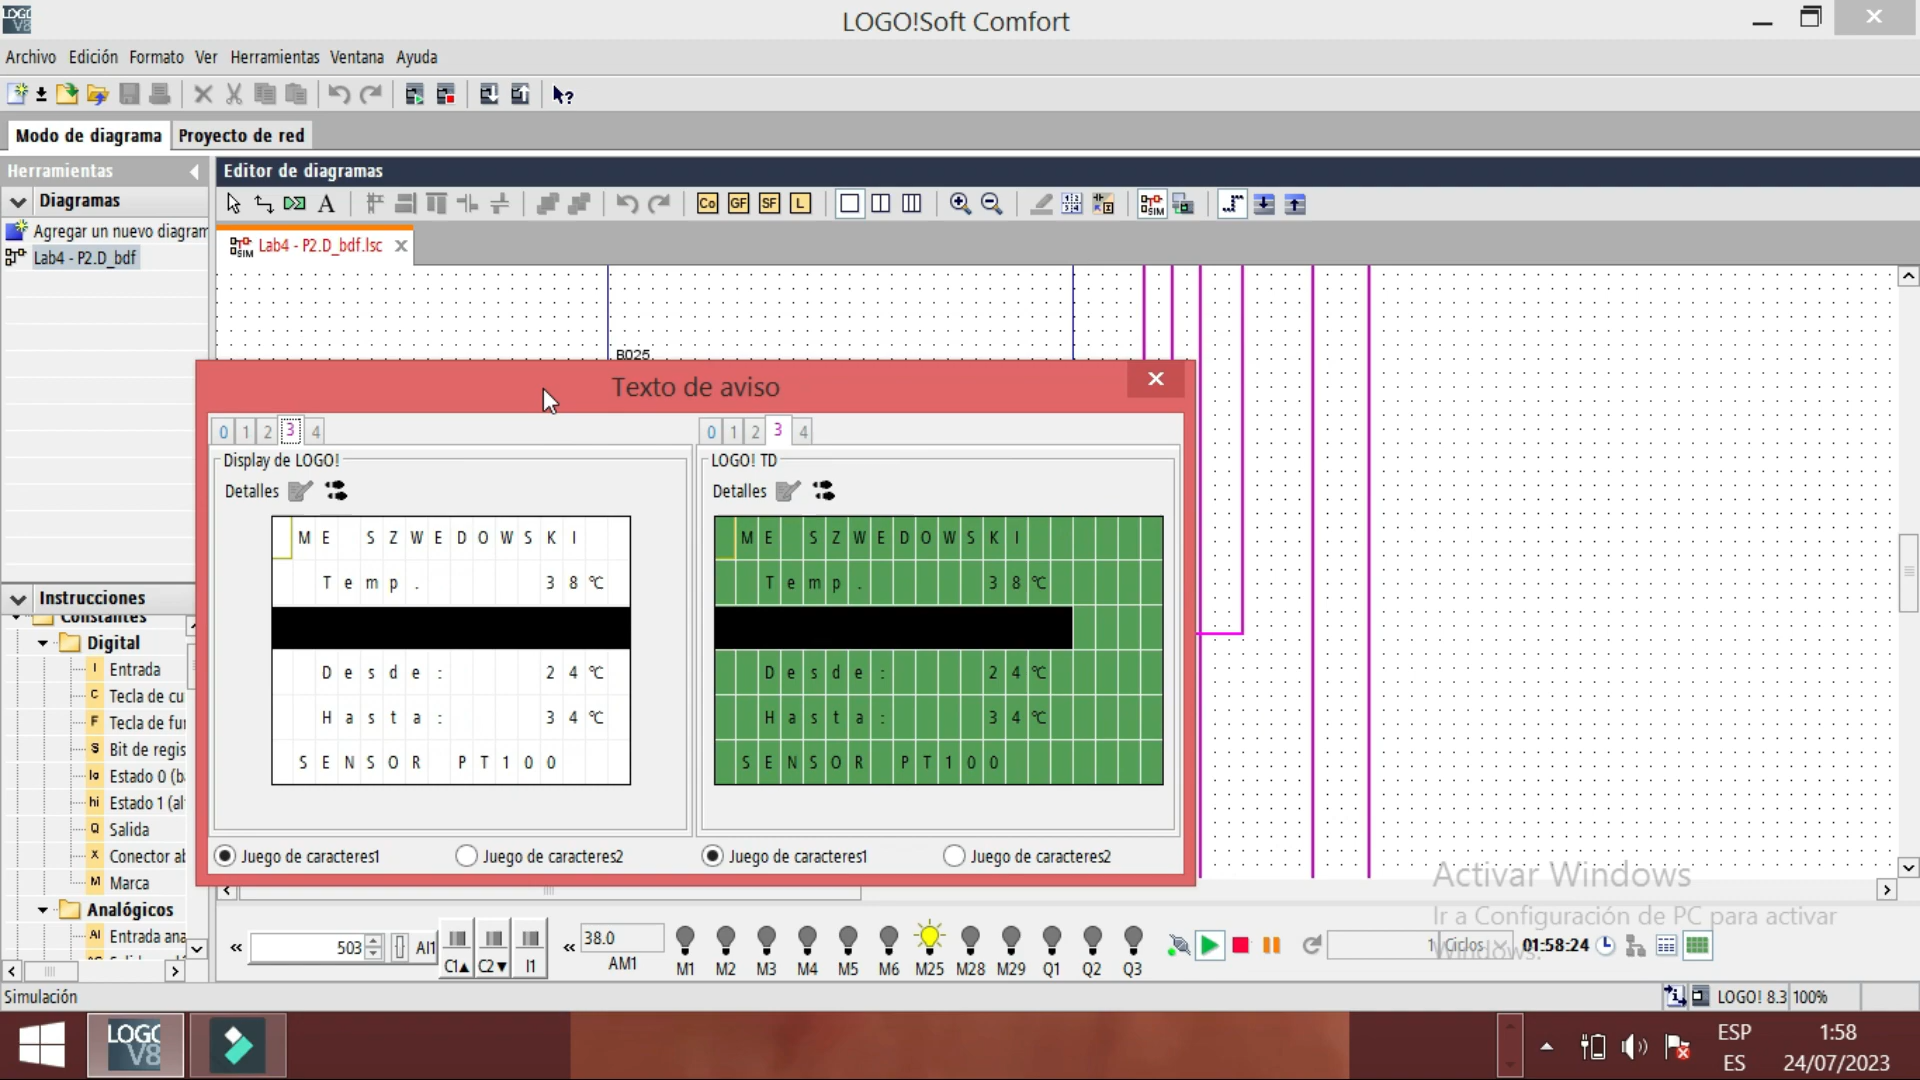 LOGO!Soft Comfort
Archivo Edición Formato Ver Herramientas Ventana Ayuda
Modo de diagrama Proyecto de red
Herramientas
Editor de diagramas
Diagramas
Agregar un nuevo diagram
Lab4 - P2.D_bdf
Lab4 - P2.D_bdf.lsc
B025
Texto de aviso
0 1 2 3 4
0 1 2 3 4
Display de LOGO!
Detalles
ME SZWEDOWSKI
Temp. 38℃
Desde: 24℃
Hasta: 34℃
SENSOR PT100
LOGO! TD
Detalles
ME SZWEDOWSKI
Temp. 38℃
Desde: 24℃
Hasta: 34℃
SENSOR PT100
Juego de caracteres1 Juego de caracteres2
Juego de caracteres1 Juego de caracteres2
Instrucciones
Constantes
Digital
Entrada
Tecla de cu
Tecla de fu
Bit de regis
Estado 0 (b
Estado 1 (al
Salida
Conector ab
Marca
Analógicos
Entrada ana
Activar Windows
Ir a Configuración de PC para activar
Windows.
503 AI1 C1▲ C2▼ I1
38.0
AM1
M1 M2 M3 M4 M5 M6 M25 M28 M29 Q1 Q2 Q3
1 Ciclos 01:58:24
Simulación
LOGO! 8.3 100%
ESP
ES
1:58
24/07/2023